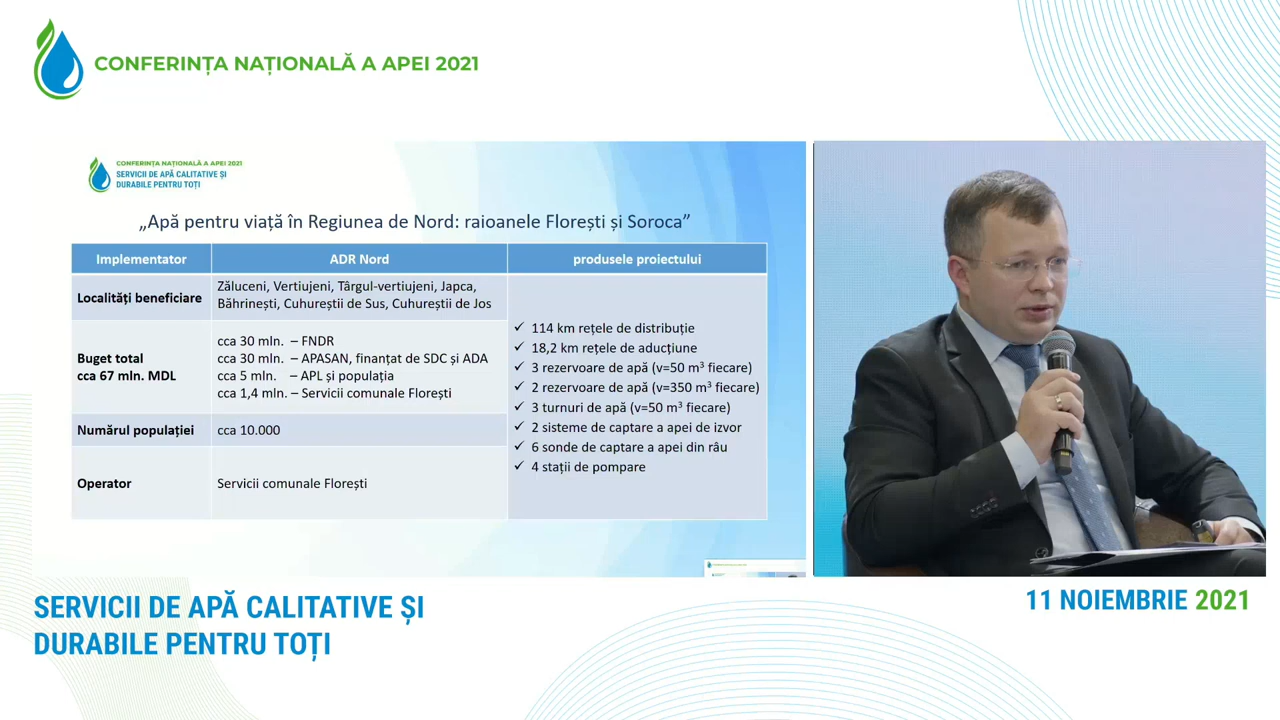 CONFERINȚA NAȚIONALĂ A APEI 2021
CONFERINȚA NAȚIONALĂ A APEI 2021
SERVICII DE APĂ CALITATIVE ȘI
DURABILE PENTRU TOȚI
„Apă pentru viață în Regiunea de Nord: raioanele Florești și Soroca”
Implementator
ADR Nord
produsele proiectului
Localități beneficiare
Zăluceni, Vertiujeni, Târgul-vertiujeni, Japca,
Băhrinești, Cuhureștii de Sus, Cuhureștii de Jos
Buget total
cca 67 mln. MDL
cca 30 mln. – FNDR
cca 30 mln. – APASAN, finanțat de SDC și ADA
cca 5 mln. – APL și populația
cca 1,4 mln. – Servicii comunale Florești
Numărul populației
cca 10.000
Operator
Servicii comunale Florești
✓ 114 km rețele de distribuție
✓ 18,2 km rețele de aducțiune
✓ 3 rezervoare de apă (v=50 m³ fiecare)
✓ 2 rezervoare de apă (v=350 m³ fiecare)
✓ 3 turnuri de apă (v=50 m³ fiecare)
✓ 2 sisteme de captare a apei de izvor
✓ 6 sonde de captare a apei din râu
✓ 4 stații de pompare
SERVICII DE APĂ CALITATIVE ȘI
DURABILE PENTRU TOȚI
11 NOIEMBRIE 2021